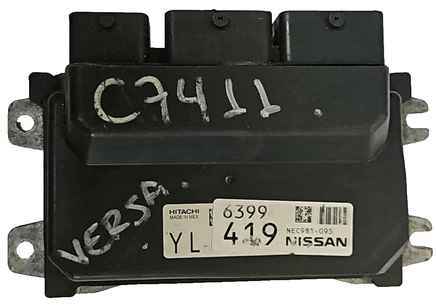 C7411
VERSA
HITACHI
MADE IN MEX
6399
YL
419
NEC981-095
NISSAN